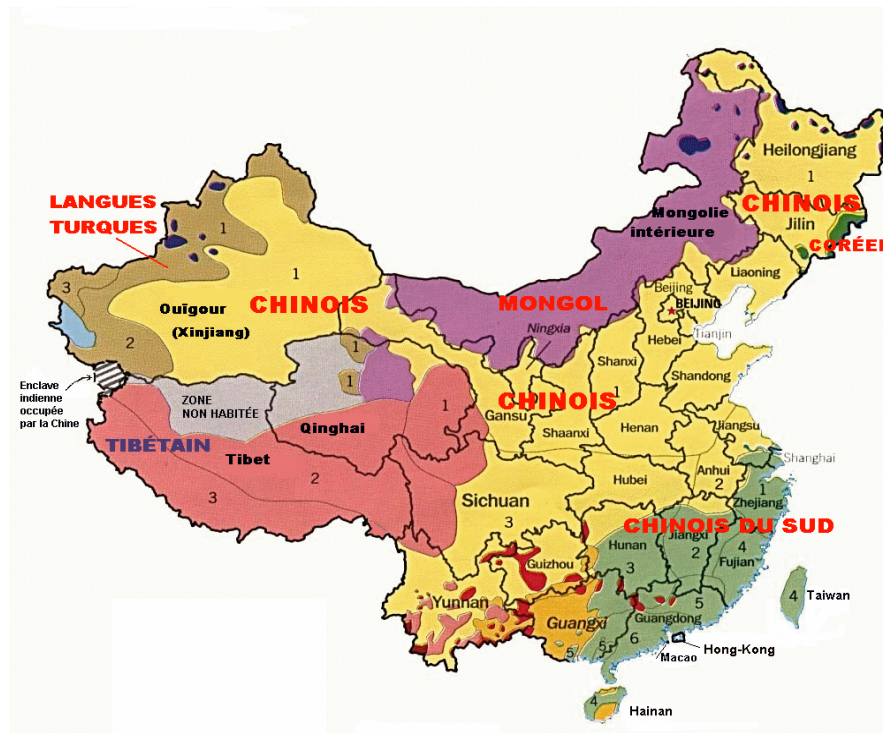 Heilongjiang
1
CHINOIS
Jilin
CORÉEN
LANGUES
TURQUES
1
Mongolie
intérieure
Liaoning
3
1
Ouïgour
(Xinjiang)
CHINOIS
MONGOL
Beijing
BEIJING
Ningxia
Tianjin
2
Hebei
Shanxi
1
Shandong
Enclave
indienne
occupée
par la Chine
ZONE
NON HABITÉE
1
1
1
Qinghai
Gansu
CHINOIS
1
Henan
Jiangsu
Shaanxi
TIBÉTAIN
Tibet
2
3
Shanghai
Anhui
2
Hubei
1
Zhejiang
Sichuan
3
CHINOIS DU SUD
Hunan
3
Jiangxi
2
4
Fujian
Guizhou
Yunnan
4
Taiwan
Guangxi
Guangdong
5
6
5
5
Macao
Hong-Kong
4
Hainan